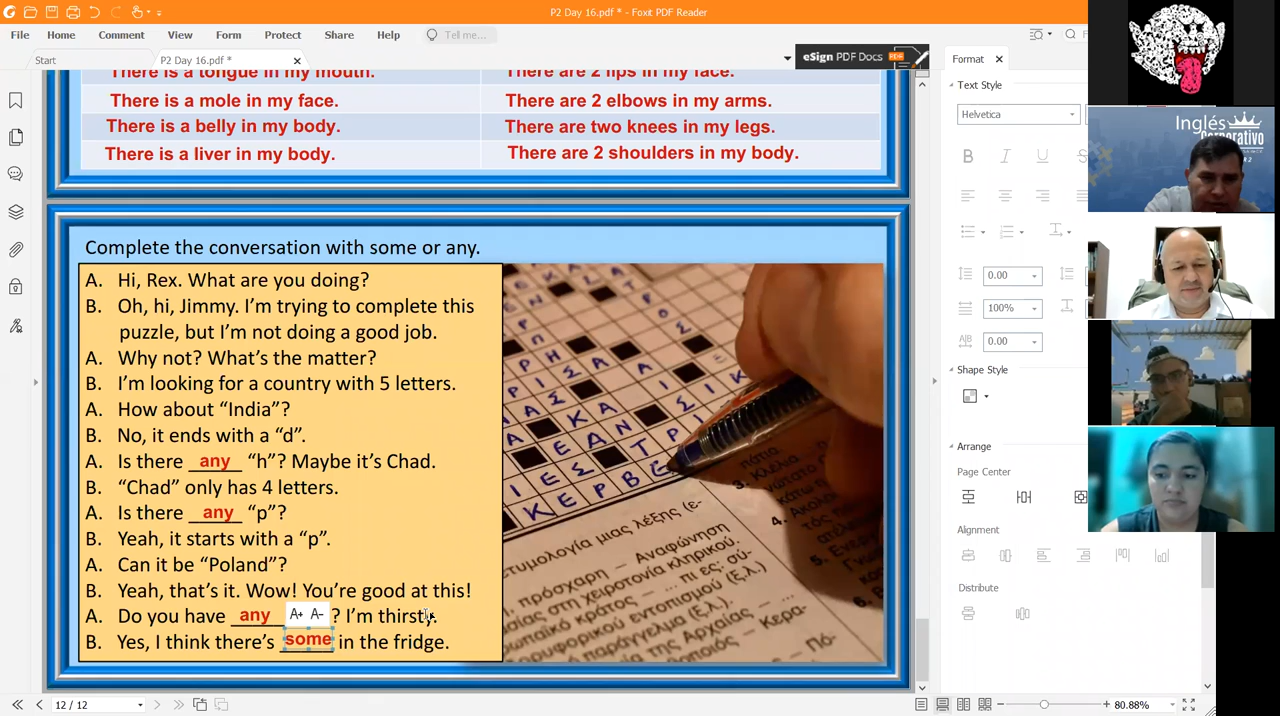 P2 Day 16.pdf * - Foxit PDF Reader
File Home Comment View Form Protect Share Help Tell me...
Start P2 Day 16.pdf * eSign PDF Docs
Format
Text Style
Helvetica
B I U S
0.00
100%
0.00
Shape Style
Arrange
Page Center
Alignment
Distribute
Inglés
Corporativo
There is a tongue in my mouth. There are 2 lips in my face.
There is a mole in my face. There are 2 elbows in my arms.
There is a belly in my body. There are two knees in my legs.
There is a liver in my body. There are 2 shoulders in my body.
Complete the conversation with some or any.
A. Hi, Rex. What are you doing?
B. Oh, hi, Jimmy. I'm trying to complete this
puzzle, but I'm not doing a good job.
A. Why not? What's the matter?
B. I'm looking for a country with 5 letters.
A. How about “India”?
B. No, it ends with a “d”.
A. Is there any “h”? Maybe it's Chad.
B. “Chad” only has 4 letters.
A. Is there any “p”?
B. Yeah, it starts with a “p”.
A. Can it be “Poland”?
B. Yeah, that's it. Wow! You're good at this!
A. Do you have any A+ A- ? I'm thirsty.
B. Yes, I think there's some in the fridge.
ΚΕΡΒ
12 / 12
80.88%